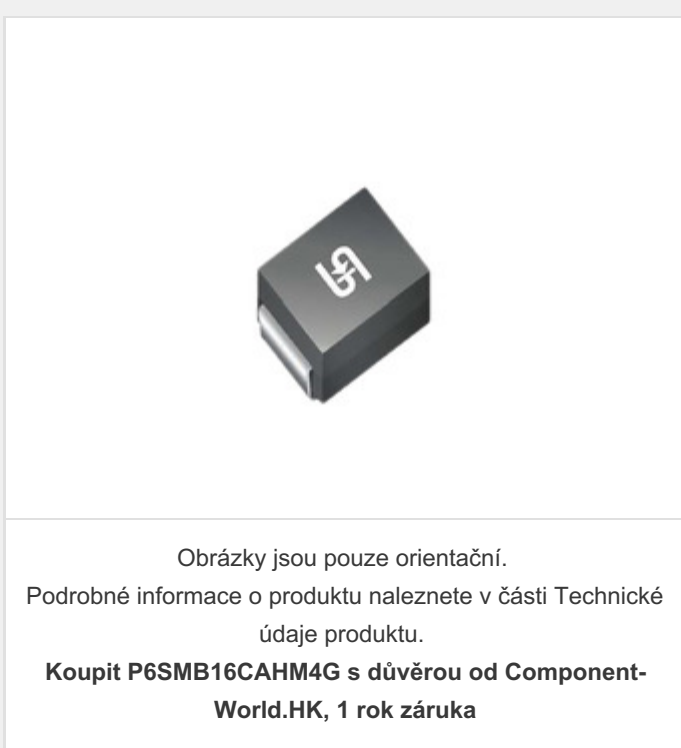 Obrázky jsou pouze orientační.
Podrobné informace o produktu naleznete v části Technické
údaje produktu.
Koupit P6SMB16CAHM4G s důvěrou od Component-
World.HK, 1 rok záruka